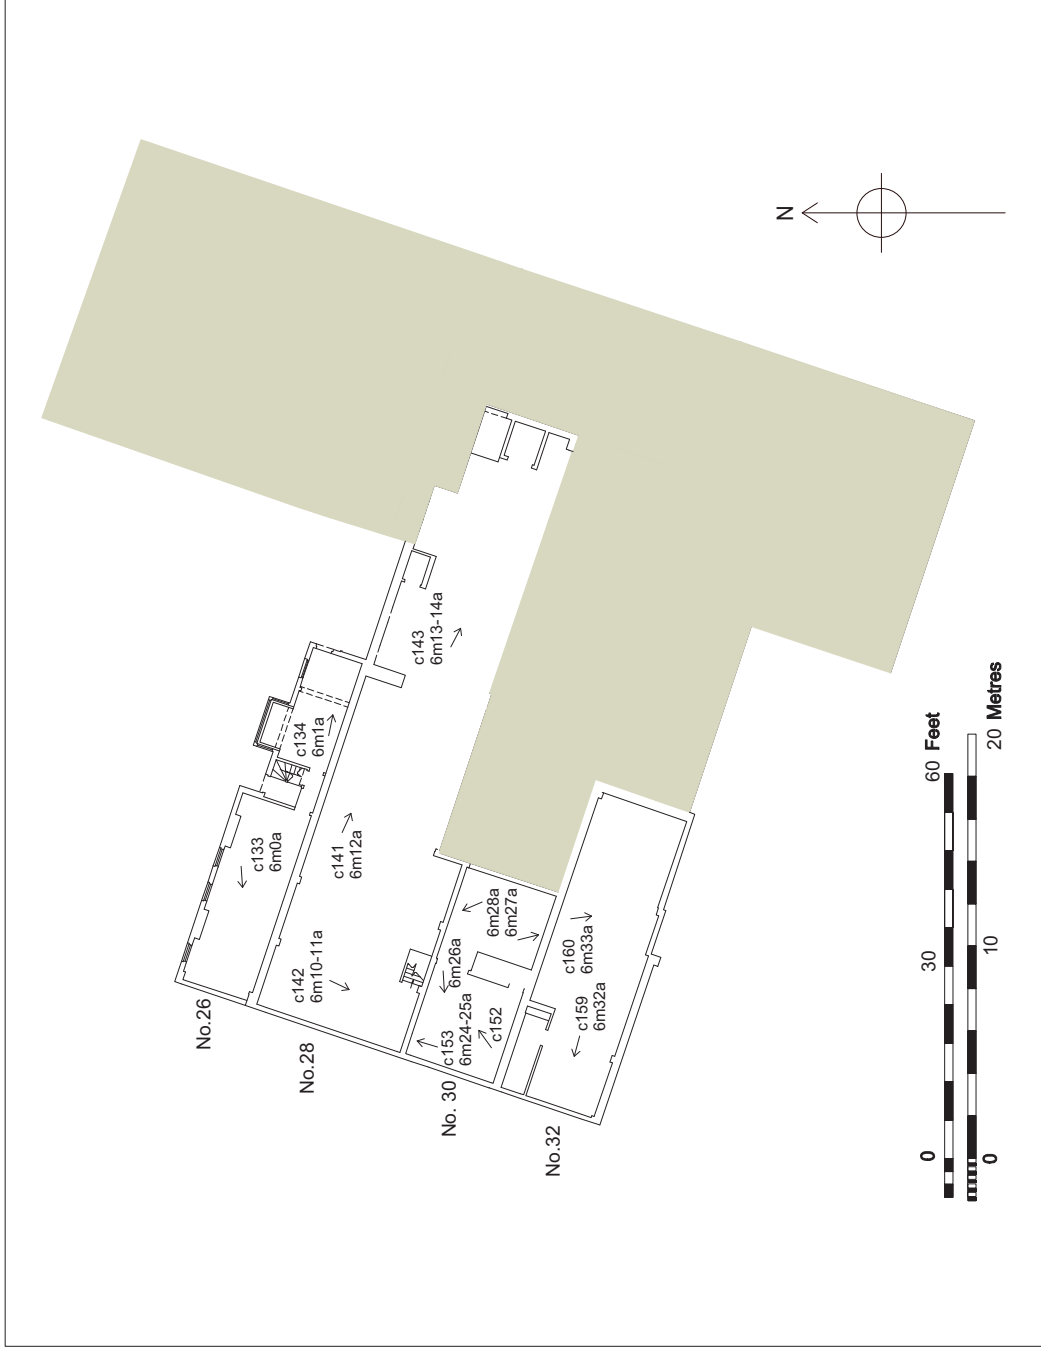 N
No.26
c133
6m0a
c134
6m1a
No.28
c142
6m10-11a
c141
6m12a
c143
6m13-14a
No. 30
c153
6m24-25a
c152
6m26a
6m28a
6m27a
No.32
c159
6m32a
c160
6m33a
0 30 60 Feet
0 10 20 Metres